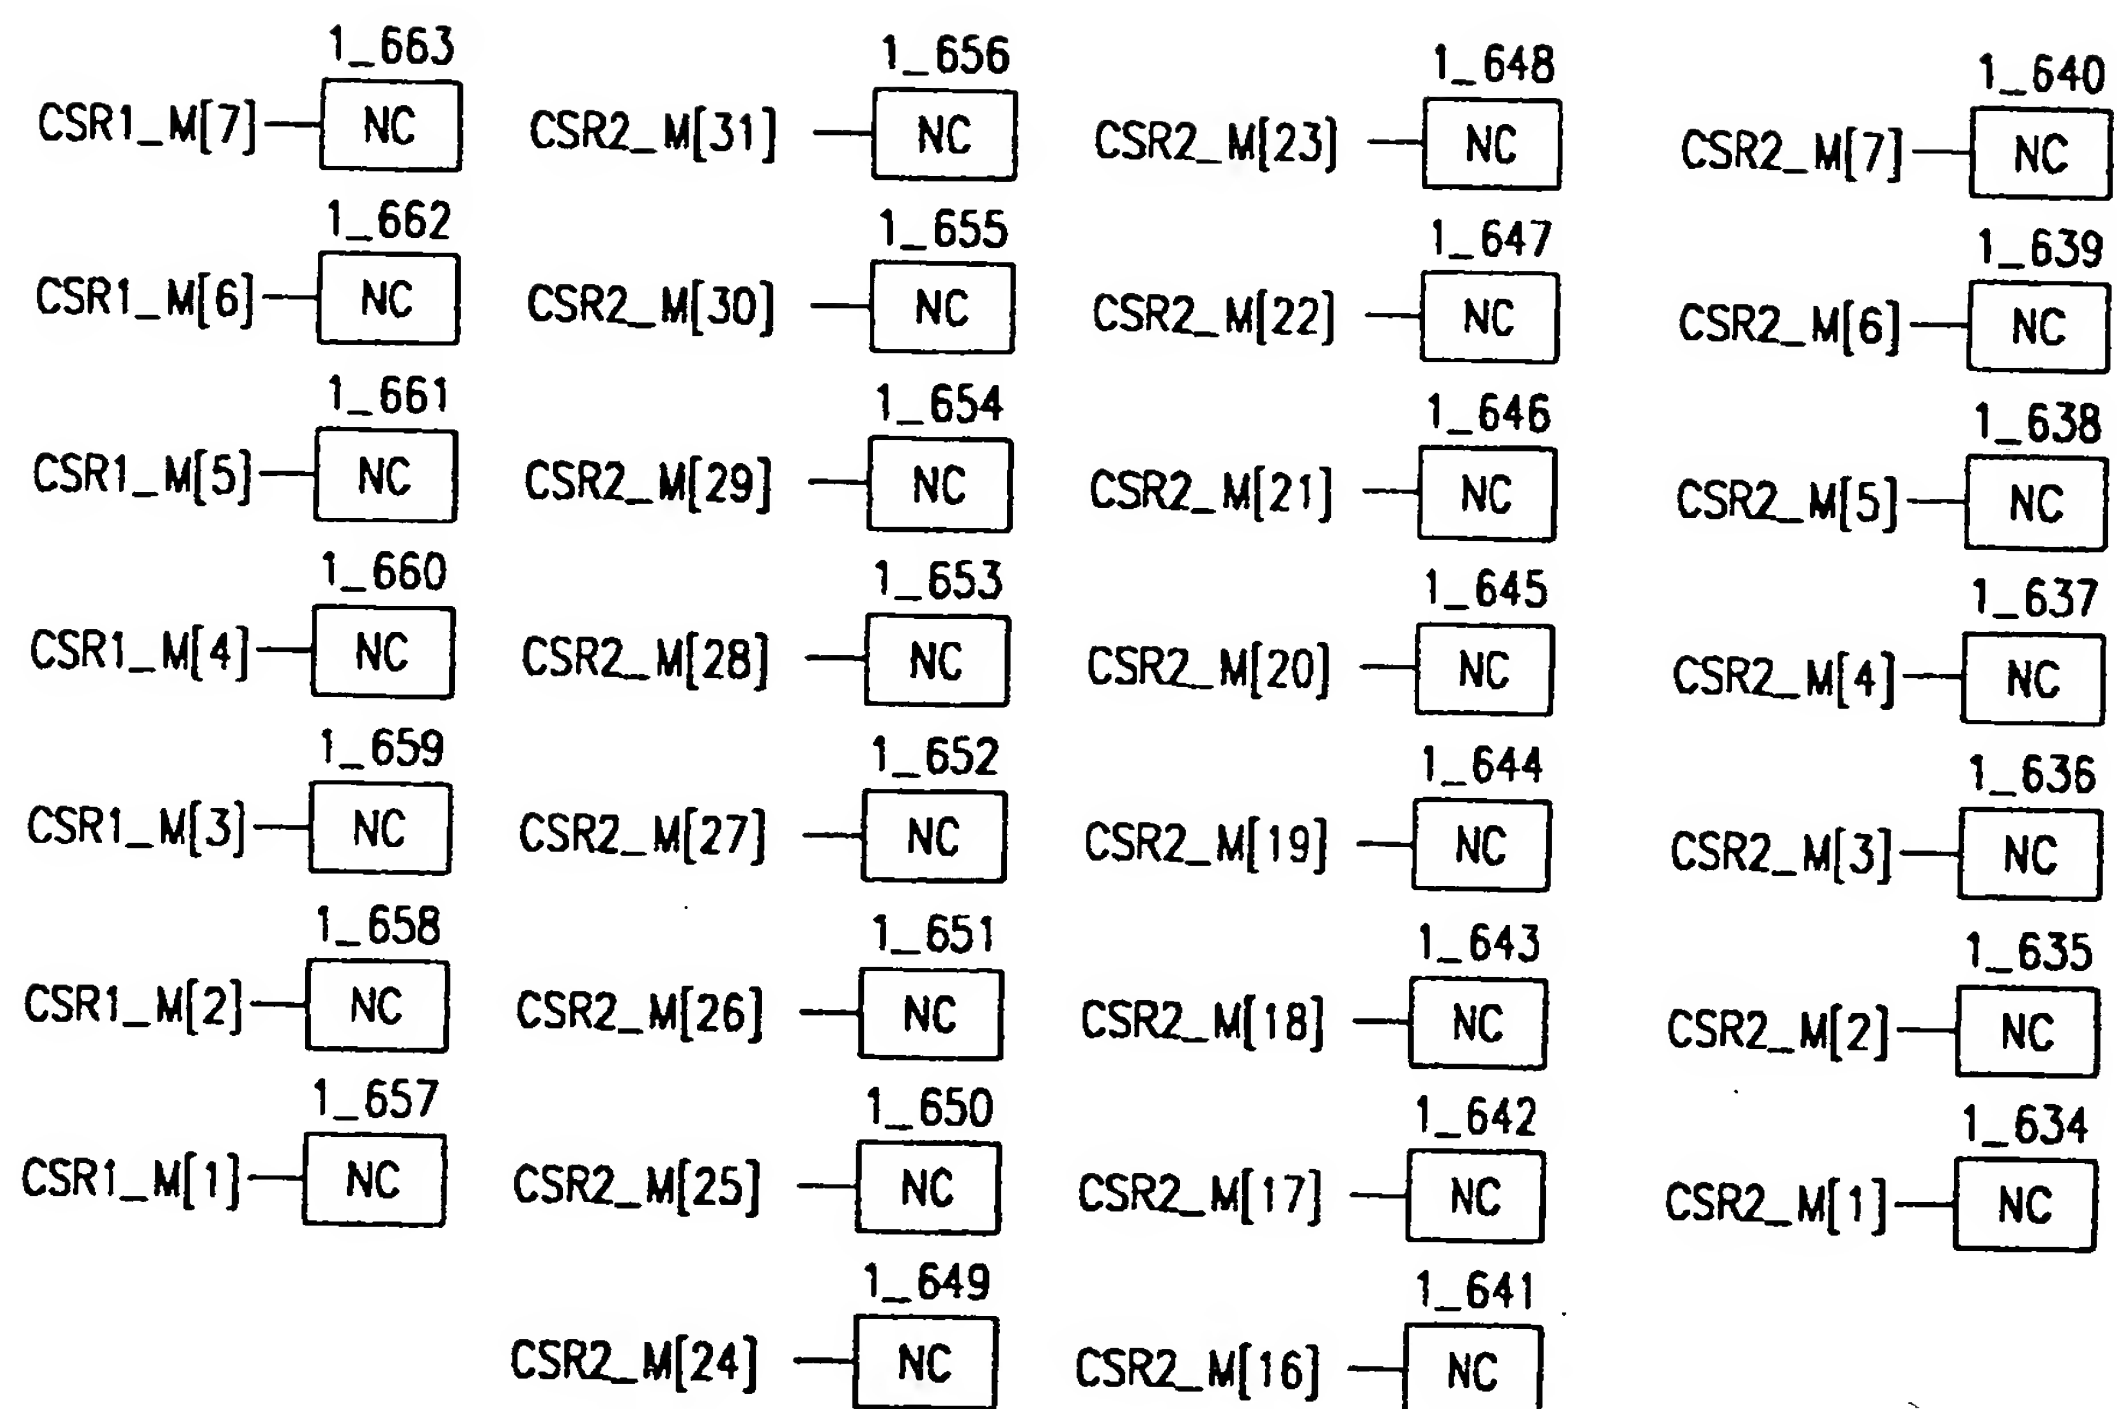 1_663 1_656 1_648 1_640
CSR1_M[7] NC CSR2_M[31] NC CSR2_M[23] NC CSR2_M[7] NC
1_662 1_655 1_647 1_639
CSR1_M[6] NC CSR2_M[30] NC CSR2_M[22] NC CSR2_M[6] NC
1_661 1_654 1_646 1_638
CSR1_M[5] NC CSR2_M[29] NC CSR2_M[21] NC CSR2_M[5] NC
1_660 1_653 1_645 1_637
CSR1_M[4] NC CSR2_M[28] NC CSR2_M[20] NC CSR2_M[4] NC
1_659 1_652 1_644 1_636
CSR1_M[3] NC CSR2_M[27] NC CSR2_M[19] NC CSR2_M[3] NC
1_658 1_651 1_643 1_635
CSR1_M[2] NC CSR2_M[26] NC CSR2_M[18] NC CSR2_M[2] NC
1_657 1_650 1_642 1_634
CSR1_M[1] NC CSR2_M[25] NC CSR2_M[17] NC CSR2_M[1] NC
1_649 1_641
CSR2_M[24] NC CSR2_M[16] NC